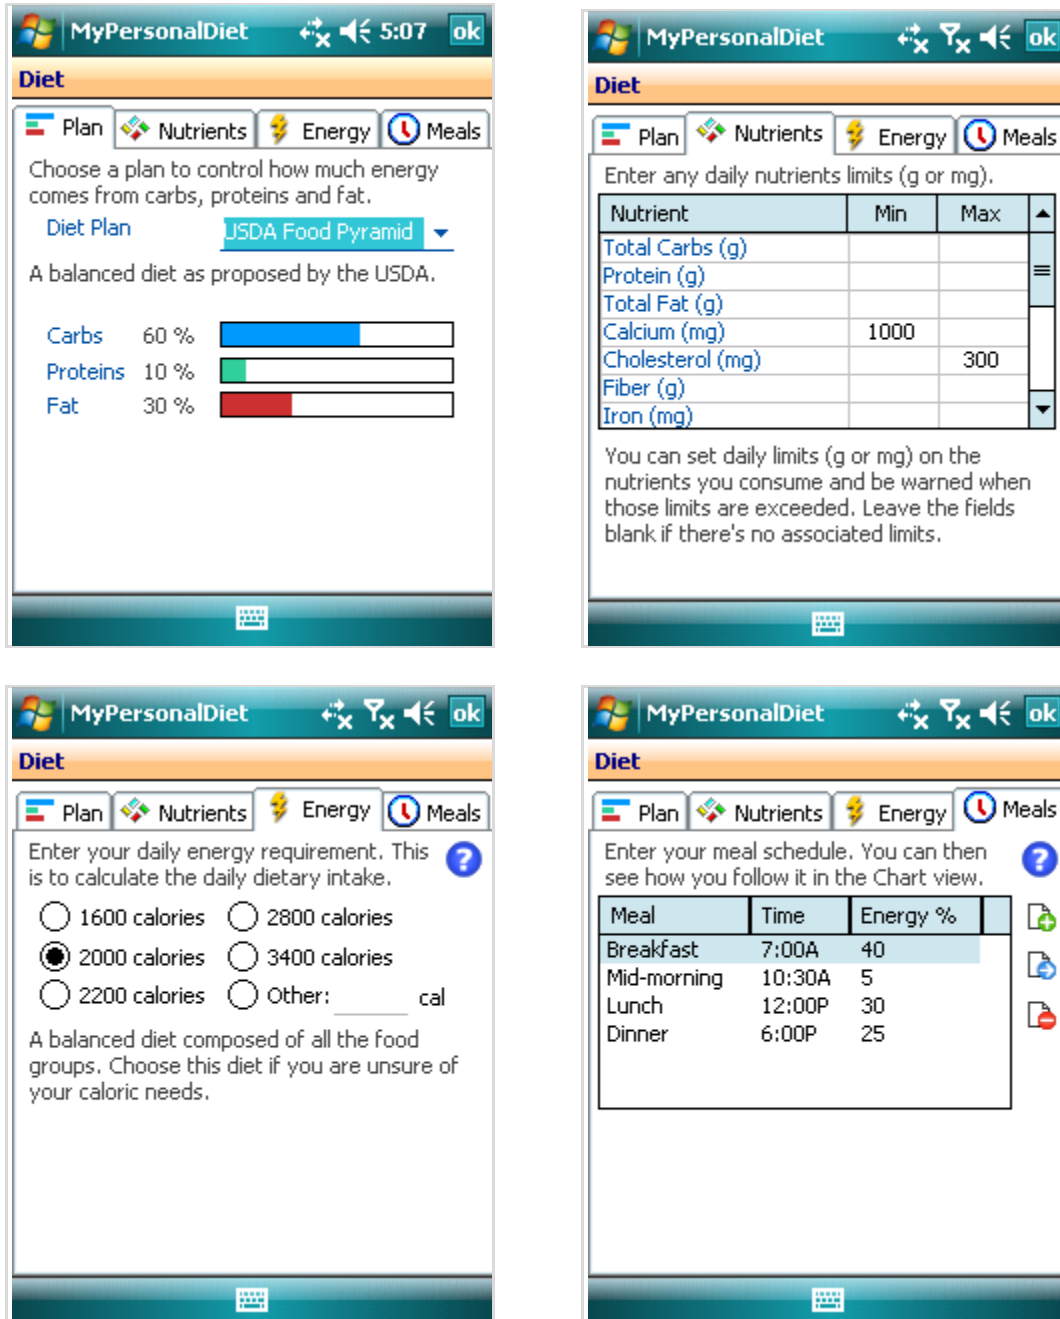 MyPersonalDiet 5:07 ok
Diet
Plan Nutrients Energy Meals
Choose a plan to control how much energy
comes from carbs, proteins and fat.
Diet Plan USDA Food Pyramid
A balanced diet as proposed by the USDA.
Carbs 60 %
Proteins 10 %
Fat 30 %
MyPersonalDiet ok
Diet
Plan Nutrients Energy Meals
Enter any daily nutrients limits (g or mg).
Nutrient Min Max
Total Carbs (g)
Protein (g)
Total Fat (g)
Calcium (mg) 1000
Cholesterol (mg) 300
Fiber (g)
Iron (mg)
You can set daily limits (g or mg) on the
nutrients you consume and be warned when
those limits are exceeded. Leave the fields
blank if there's no associated limits.
MyPersonalDiet ok
Diet
Plan Nutrients Energy Meals
Enter your daily energy requirement. This
is to calculate the daily dietary intake.
1600 calories 2800 calories
2000 calories 3400 calories
2200 calories Other: cal
A balanced diet composed of all the food
groups. Choose this diet if you are unsure of
your caloric needs.
MyPersonalDiet ok
Diet
Plan Nutrients Energy Meals
Enter your meal schedule. You can then
see how you follow it in the Chart view.
Meal Time Energy %
Breakfast 7:00A 40
Mid-morning 10:30A 5
Lunch 12:00P 30
Dinner 6:00P 25